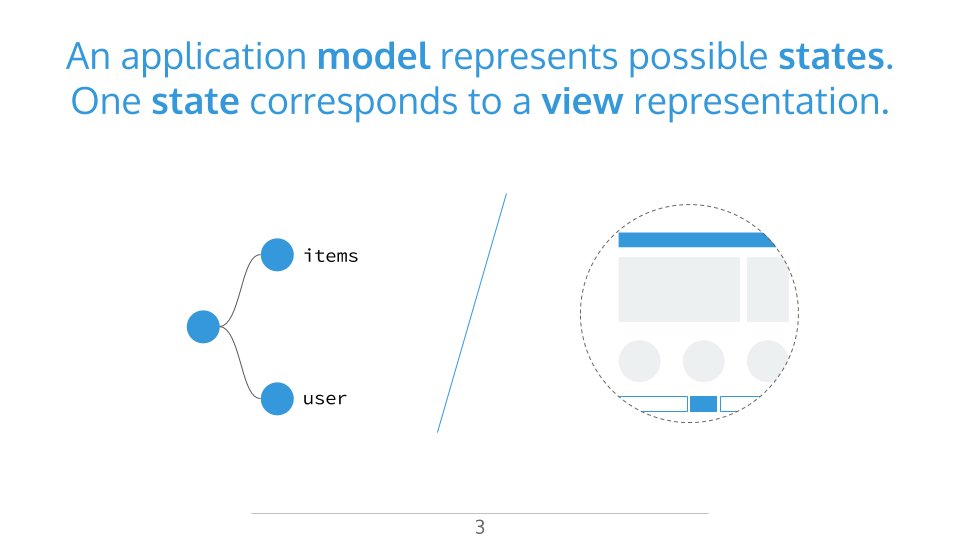 An application model represents possible states.
One state corresponds to a view representation.
items
user
3